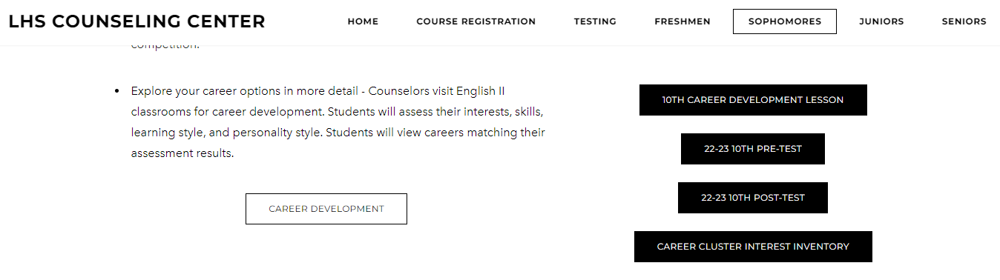 LHS COUNSELING CENTER
HOME COURSE REGISTRATION TESTING FRESHMEN SOPHOMORES JUNIORS SENIORS
competition.
• Explore your career options in more detail - Counselors visit English II
classrooms for career development. Students will assess their interests, skills,
learning style, and personality style. Students will view careers matching their
assessment results.
CAREER DEVELOPMENT
10TH CAREER DEVELOPMENT LESSON
22-23 10TH PRE-TEST
22-23 10TH POST-TEST
CAREER CLUSTER INTEREST INVENTORY